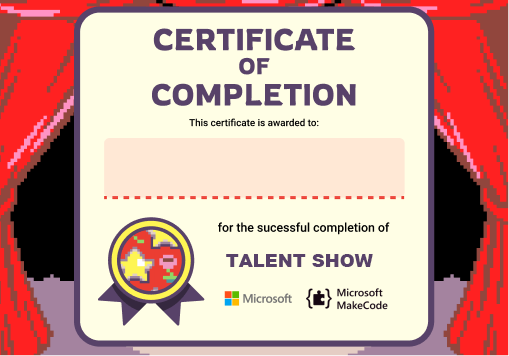 CERTIFICATE
OF
COMPLETION
This certificate is awarded to:
for the sucessful completion of
TALENT SHOW
Microsoft
Microsoft
MakeCode